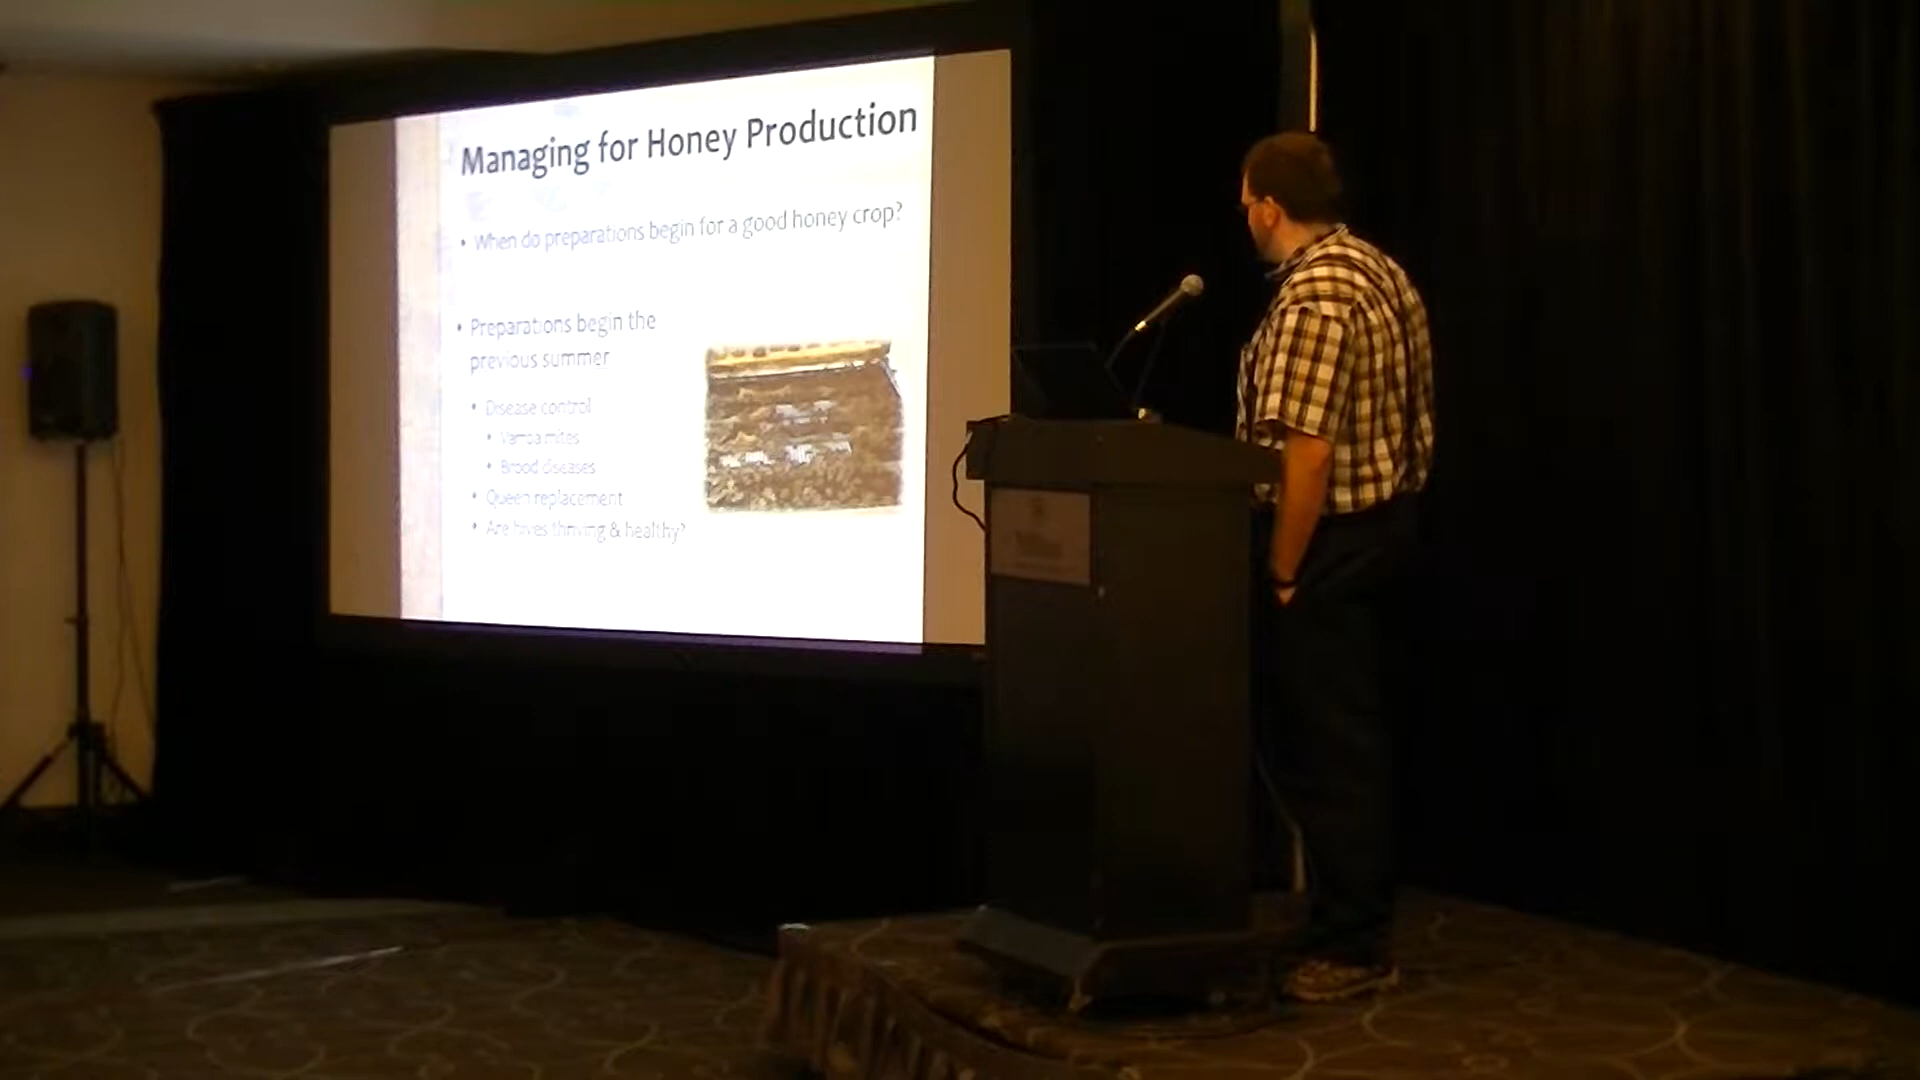 Managing for Honey Production
• When do preparations begin for a good honey crop?
• Preparations begin the
previous summer
• Disease control
• Varroa mites
• Brood diseases
• Queen replacement
• Are hives thriving & healthy?